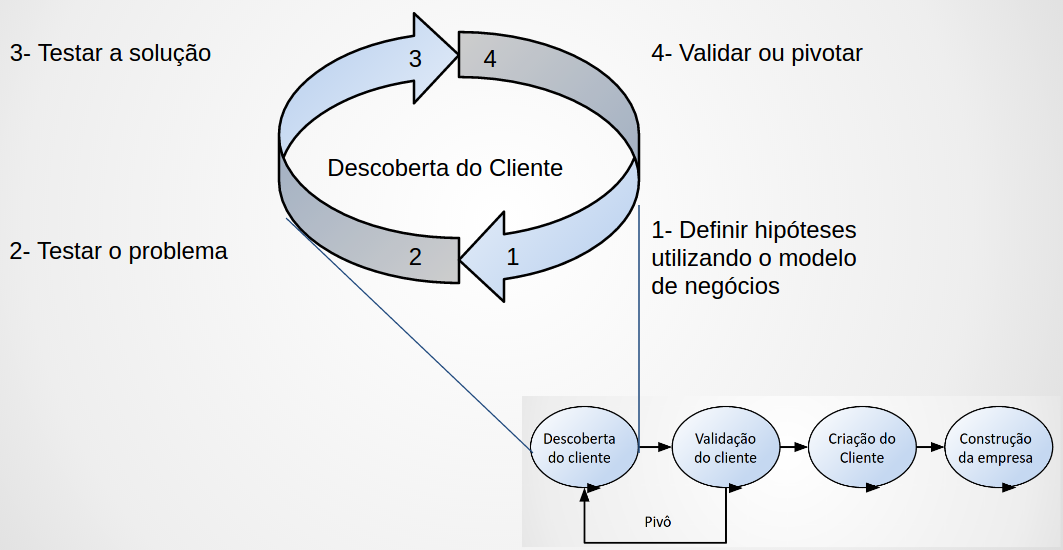 3- Testar a solução
3
4
4- Validar ou pivotar
Descoberta do Cliente
2- Testar o problema
2
1
1- Definir hipóteses
utilizando o modelo
de negócios
Descoberta
do cliente
Validação
do cliente
Criação do
Cliente
Construção
da empresa
Pivô